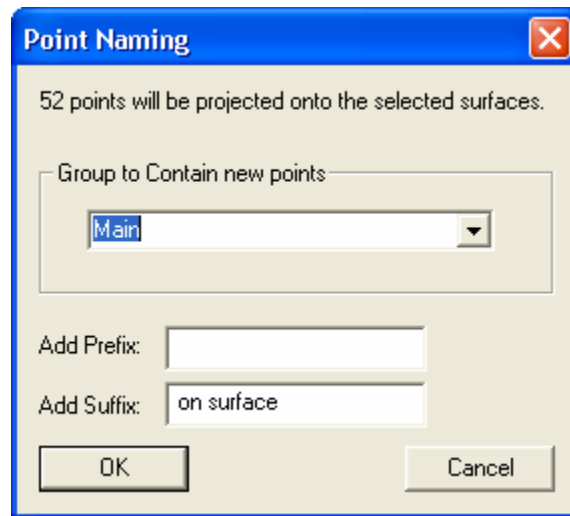 Point Naming
52 points will be projected onto the selected surfaces.
Group to Contain new points
Main
Add Prefix:
Add Suffix: on surface
OK Cancel